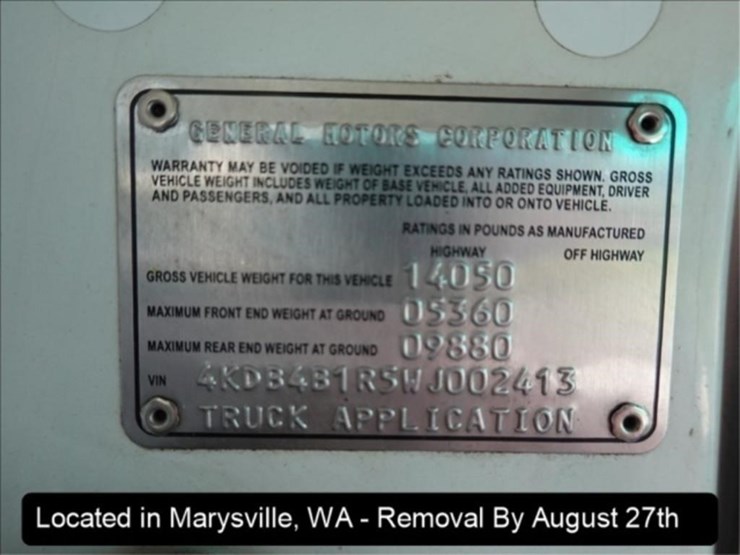 GENERAL MOTORS CORPORATION
WARRANTY MAY BE VOIDED IF WEIGHT EXCEEDS ANY RATINGS SHOWN. GROSS
VEHICLE WEIGHT INCLUDES WEIGHT OF BASE VEHICLE, ALL ADDED EQUIPMENT, DRIVER
AND PASSENGERS, AND ALL PROPERTY LOADED INTO OR ONTO VEHICLE.
RATINGS IN POUNDS AS MANUFACTURED
HIGHWAY OFF HIGHWAY
GROSS VEHICLE WEIGHT FOR THIS VEHICLE 14050
MAXIMUM FRONT END WEIGHT AT GROUND 05360
MAXIMUM REAR END WEIGHT AT GROUND 09880
VIN 4KDB4B1R5WJ002413
TRUCK APPLICATION
Located in Marysville, WA - Removal By August 27th